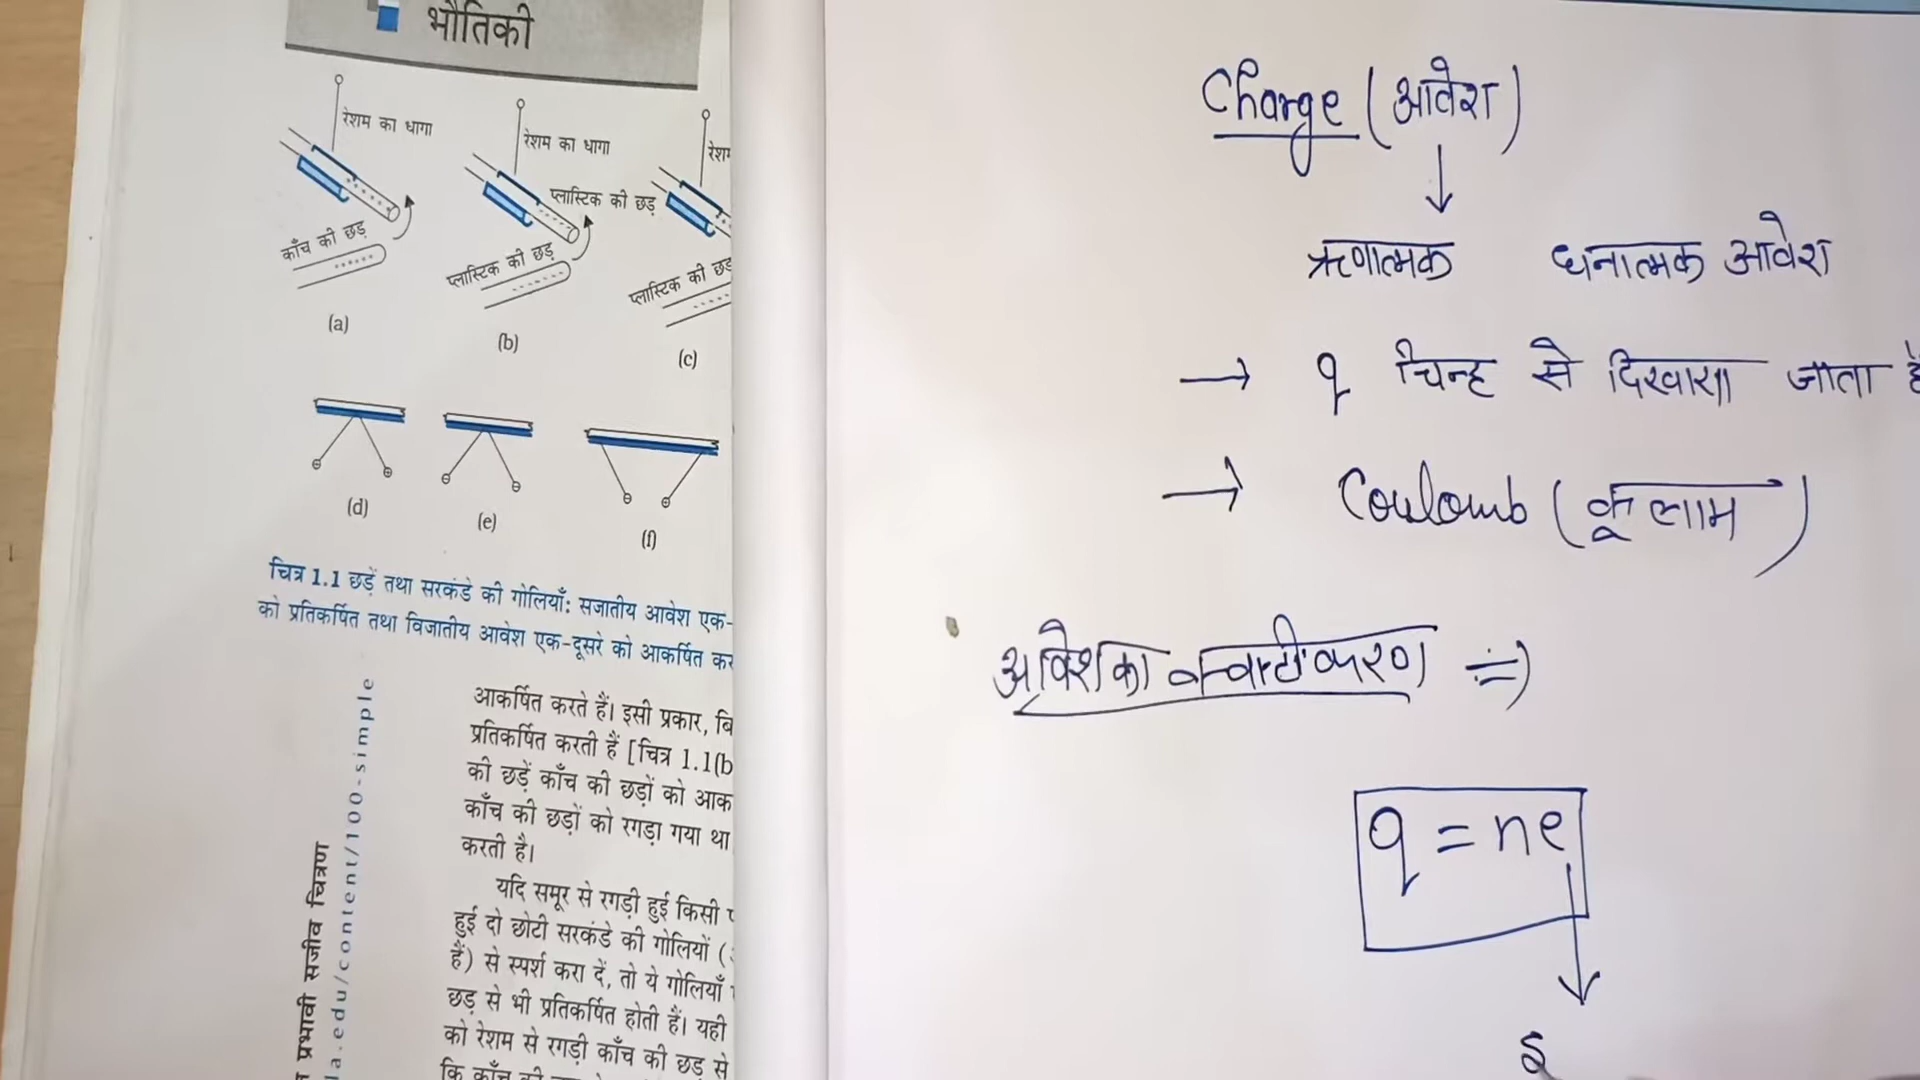 भौतिकी
रेशम का धागा
रेशम का धागा
प्लास्टिक की छड़
काँच की छड़
प्लास्टिक की छड़
प्लास्टिक की
(a)
(b)
(c)
(d)
(e)
(f)
चित्र 1.1 छड़ें तथा सरकंडे की गोलियाँ: सजातीय आवेश एक-
को प्रतिकर्षित तथा विजातीय आवेश एक-दूसरे को आकर्षित
आकर्षित करते हैं। इसी प्रकार,
प्रतिकर्षित करती हैं [चित्र 1.1(b
की छड़ें काँच की छड़ों को
काँच की छड़ों को रगड़ा गया था
करती है।
यदि समूर से रगड़ी हुई किसी
हुई दो छोटी सरकंडे की गोलियों (
हैं) से स्पर्श करा दें, तो ये गोलियाँ
छड़ से भी प्रतिकर्षित होती हैं। यही
को रेशम से रगड़ी काँच की छड़ से
कि काँच की
प्रभावी सजीव चित्रण
la.edu/content/100-simple
Charge (आवेश)
↓
ऋणात्मक धनात्मक आवेश
→ q चिन्ह से दिखाया जाता है
→ Coulomb (कूलाम)
आवेश का क्वाटीकरण ⇒
q = ne
↓